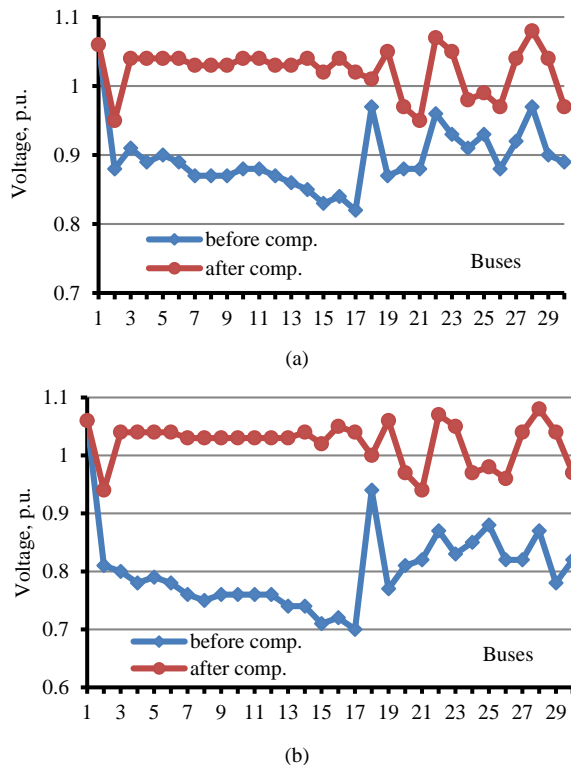 1.1
1
0.9
0.8
0.7
Voltage, p.u.
before comp.
after comp.
Buses
1 3 5 7 9 11 13 15 17 19 21 23 25 27 29
(a)
1.1
1
0.9
0.8
0.7
0.6
Voltage, p.u.
before comp.
after comp.
Buses
1 3 5 7 9 11 13 15 17 19 21 23 25 27 29
(b)